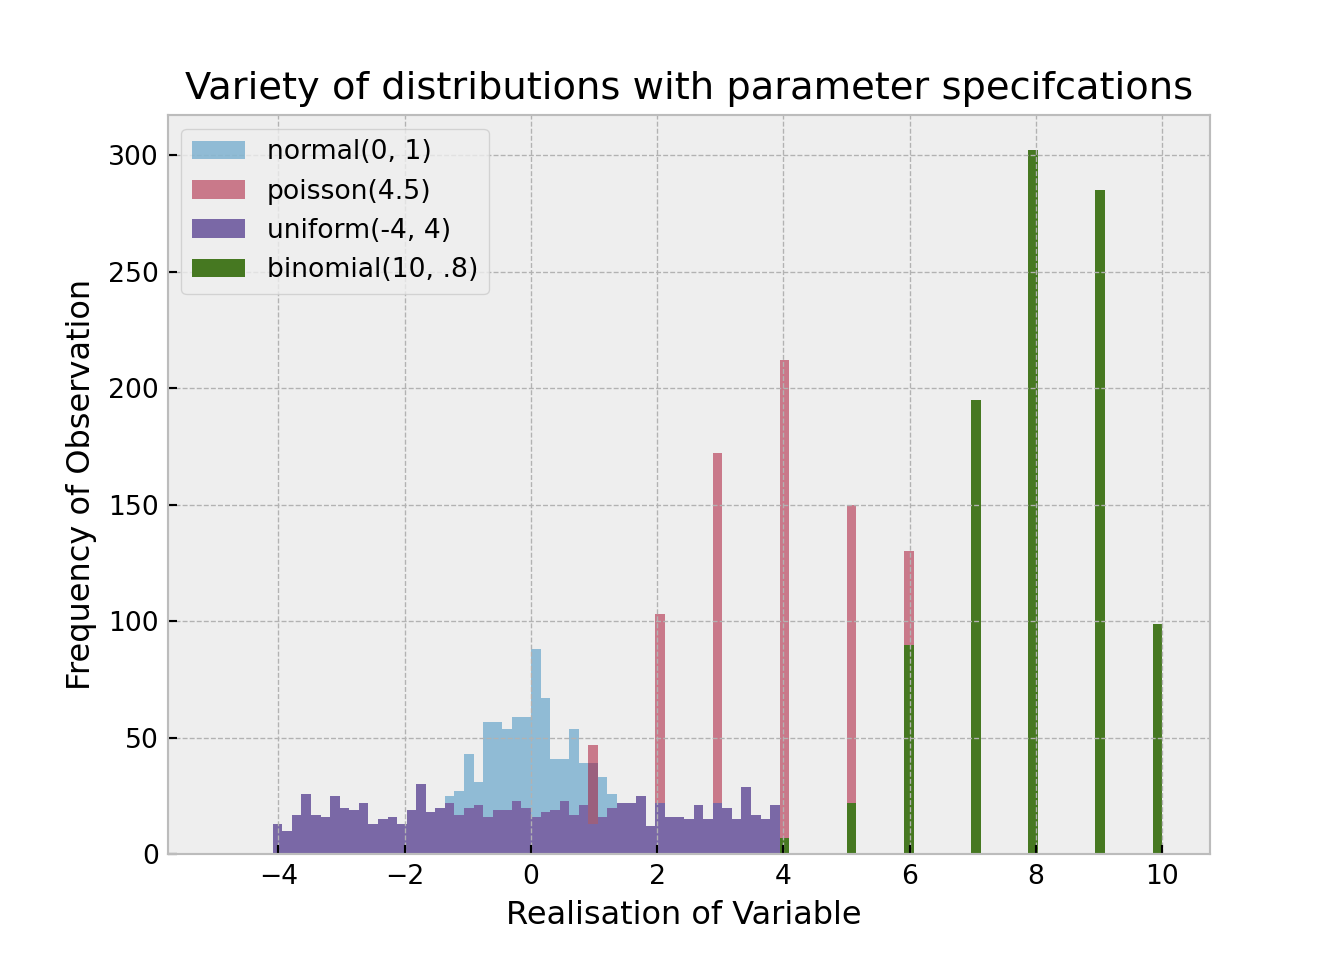 Variety of distributions with parameter specifcations
normal(0, 1)
poisson(4.5)
uniform(-4, 4)
binomial(10, .8)
Frequency of Observation
300
250
200
150
100
50
0
−4 −2 0 2 4 6 8 10
Realisation of Variable